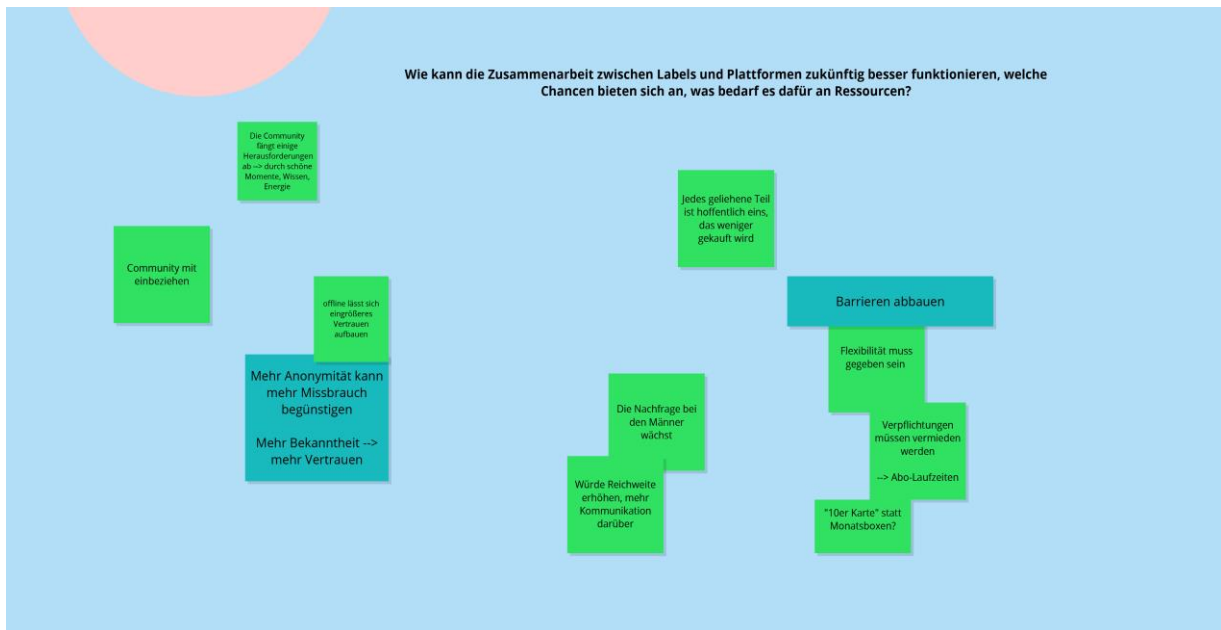 Wie kann die Zusammenarbeit zwischen Labels und Plattformen zukünftig besser funktionieren, welche
Chancen bieten sich an, was bedarf es dafür an Ressourcen?
Die Community
fängt einige
Herausforderungen
ab --> durch schöne
Momente, Wissen,
Energie
Community mit
einbeziehen
offline lässt sich
eingrößeres
Vertrauen
aufbauen
Mehr Anonymität kann
mehr Missbrauch
begünstigen
Mehr Bekanntheit -->
mehr Vertrauen
Jedes geliehene Teil
ist hoffentlich eins,
das weniger
gekauft wird
Die Nachfrage bei
den Männer
wächst
Würde Reichweite
erhöhen, mehr
Kommunikation
darüber
Barrieren abbauen
Flexibilität muss
gegeben sein
Verpflichtungen
müssen vermieden
werden
--> Abo-Laufzeiten
"10er Karte" statt
Monatsboxen?